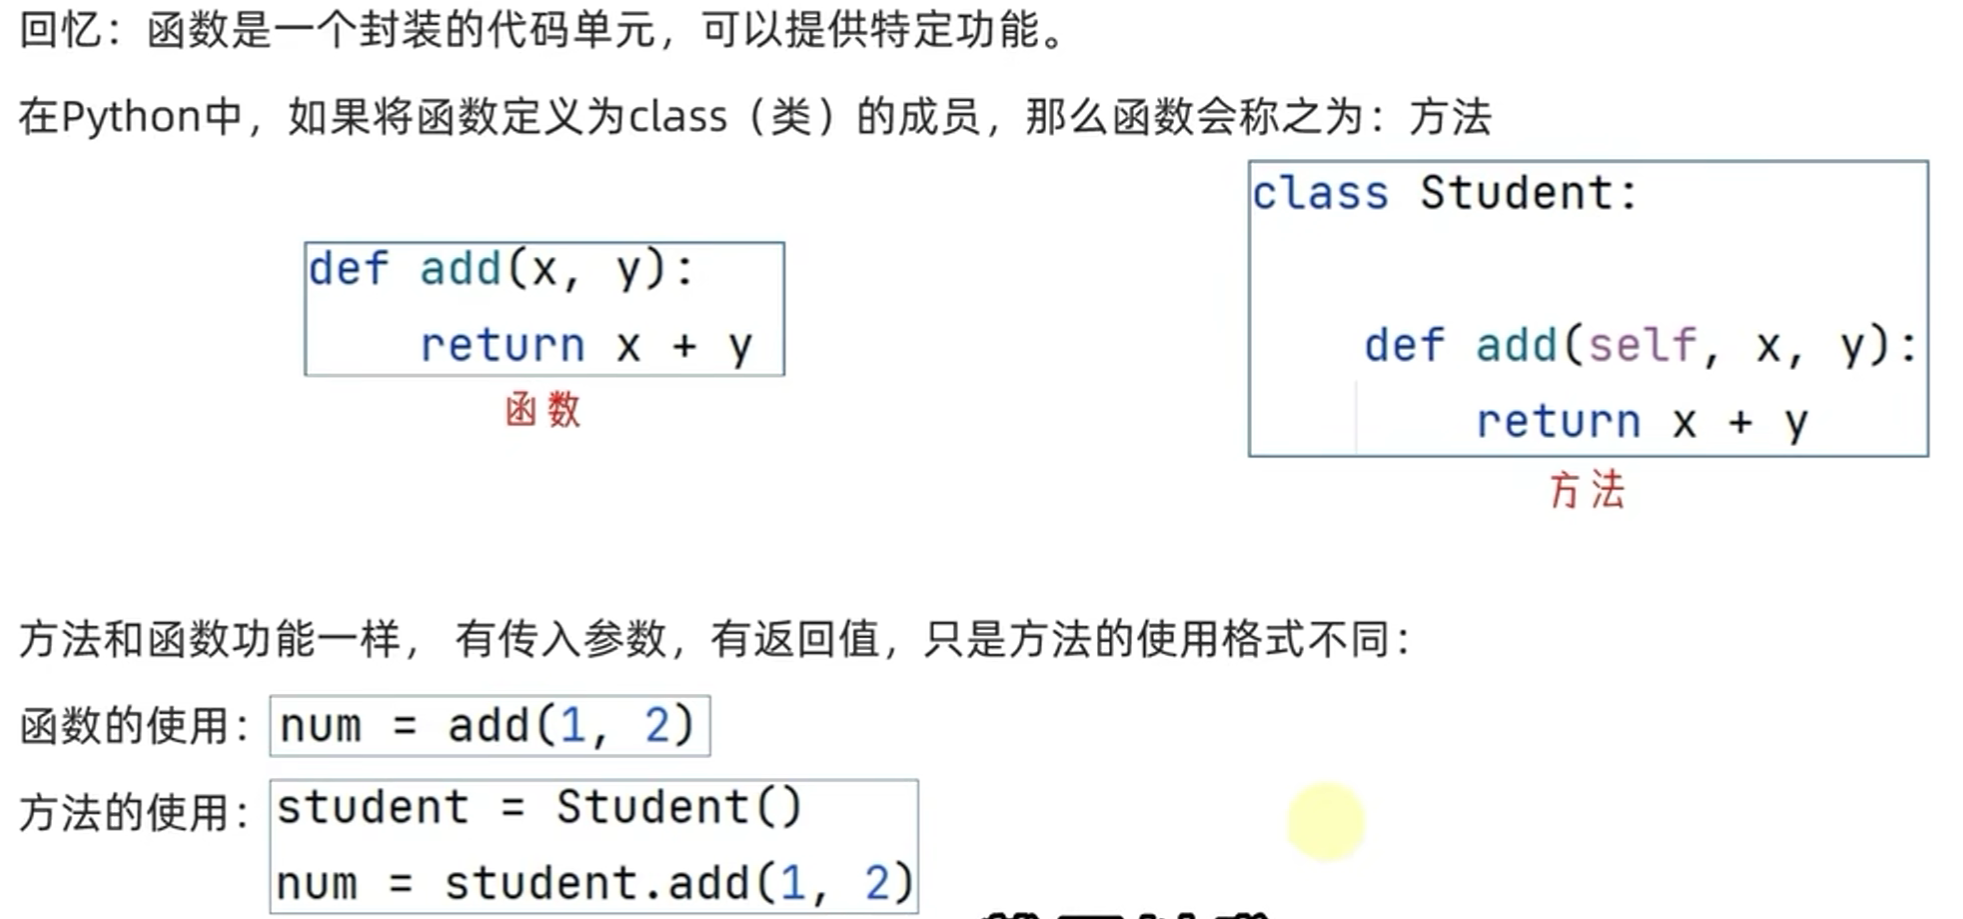 回忆：函数是一个封装的代码单元，可以提供特定功能。
在Python中，如果将函数定义为class（类）的成员，那么函数会称之为：方法
def add(x, y):
    return x + y
函数
class Student:
    def add(self, x, y):
        return x + y
方法
方法和函数功能一样， 有传入参数，有返回值，只是方法的使用格式不同：
函数的使用： num = add(1, 2)
方法的使用： student = Student()
num = student.add(1, 2)